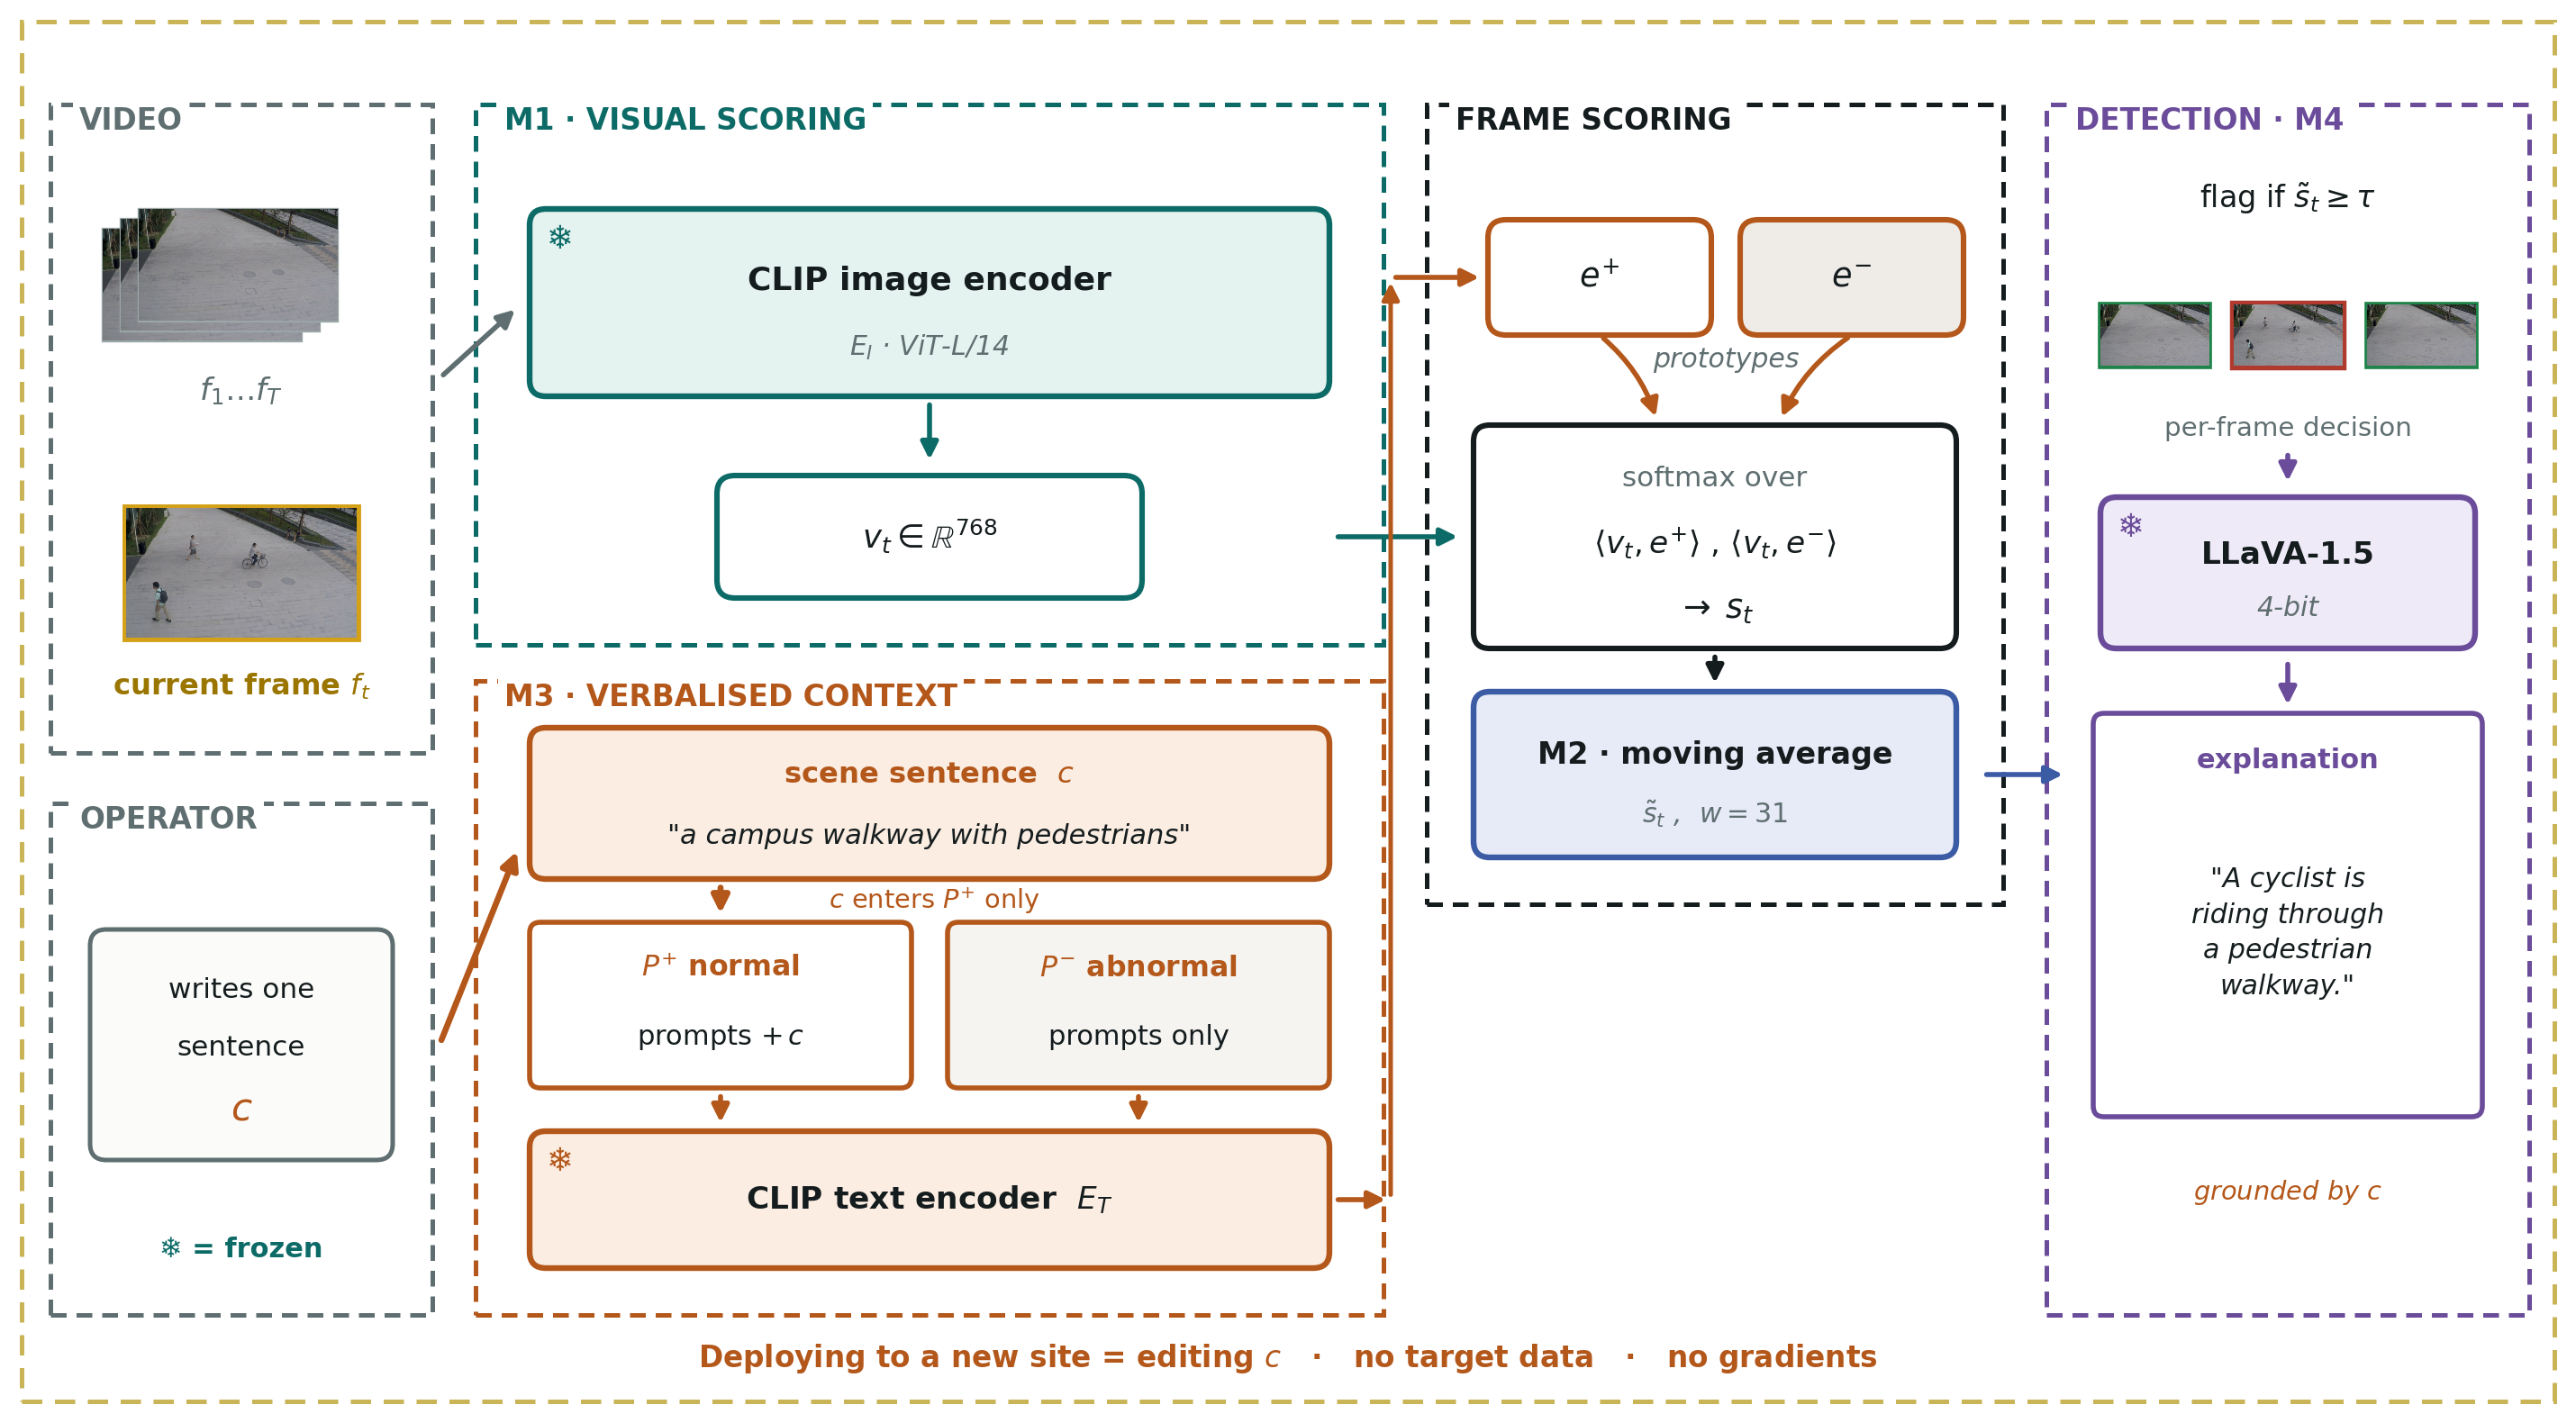 VIDEO
f₁…f_T
current frame f_t
OPERATOR
writes one
sentence
c
❄ = frozen
M1 · VISUAL SCORING
❄
CLIP image encoder
E_I · ViT-L/14
v_t ∈ ℝ⁷⁶⁸
M3 · VERBALISED CONTEXT
scene sentence c
"a campus walkway with pedestrians"
c enters P⁺ only
P⁺ normal
prompts + c
P⁻ abnormal
prompts only
❄
CLIP text encoder E_T
FRAME SCORING
e⁺
e⁻
prototypes
softmax over
⟨v_t, e⁺⟩ , ⟨v_t, e⁻⟩
→ s_t
M2 · moving average
s̃_t , w = 31
DETECTION · M4
flag if s̃_t ≥ τ
per-frame decision
❄
LLaVA-1.5
4-bit
explanation
"A cyclist is
riding through
a pedestrian
walkway."
grounded by c
Deploying to a new site = editing c · no target data · no gradients